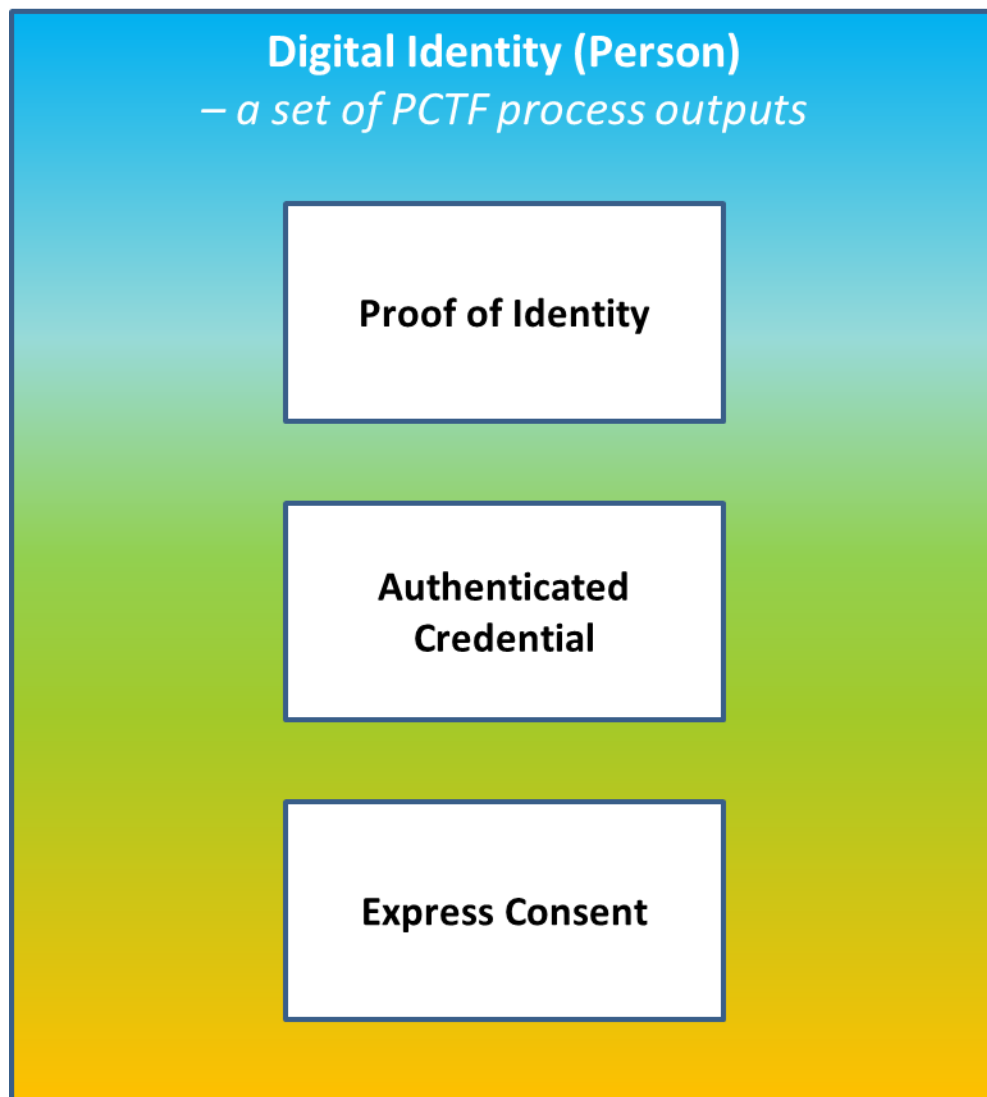 Digital Identity (Person)
– a set of PCTF process outputs
Proof of Identity
Authenticated
Credential
Express Consent